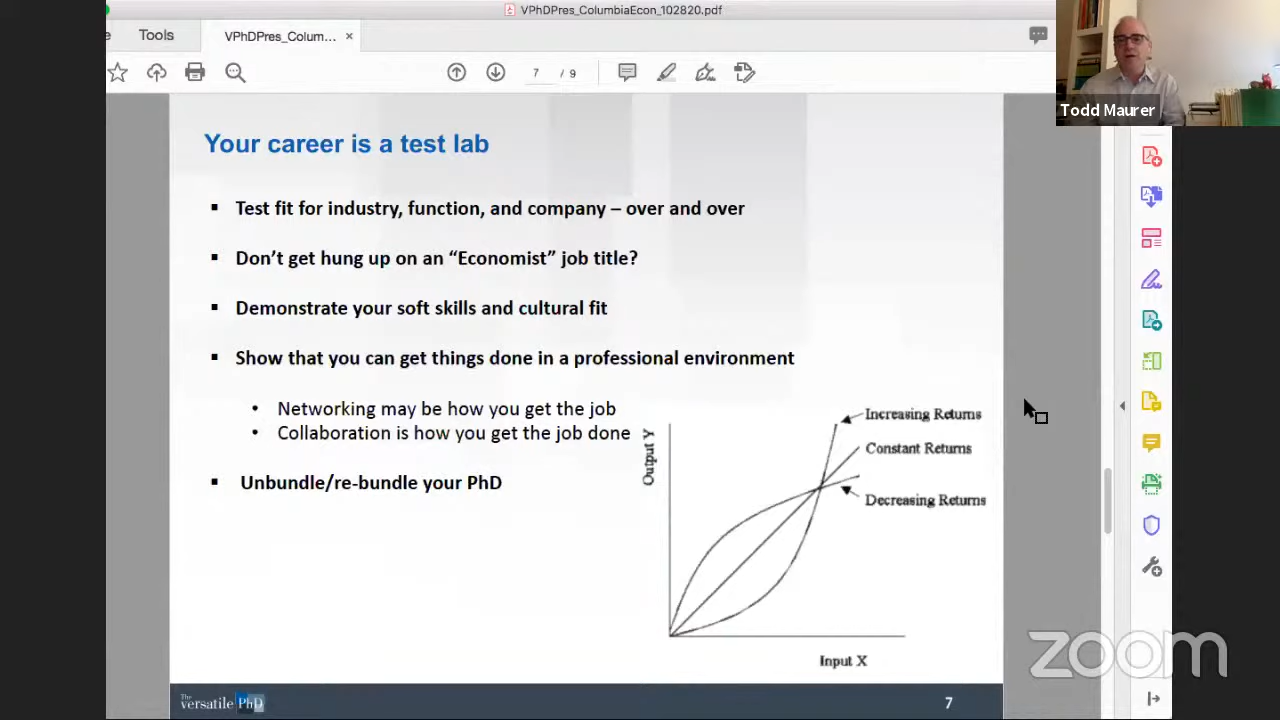 VPhDPres_ColumbiaEcon_102820.pdf
e
Tools
VPhDPres_Colum... ×
7 / 9
Todd Maurer
Your career is a test lab
▪ Test fit for industry, function, and company – over and over
▪ Don’t get hung up on an “Economist” job title?
▪ Demonstrate your soft skills and cultural fit
▪ Show that you can get things done in a professional environment
• Networking may be how you get the job
• Collaboration is how you get the job done
▪ Unbundle/re-bundle your PhD
Output Y
Increasing Returns
Constant Returns
Decreasing Returns
Input X
The
versatile PhD
7
zoom